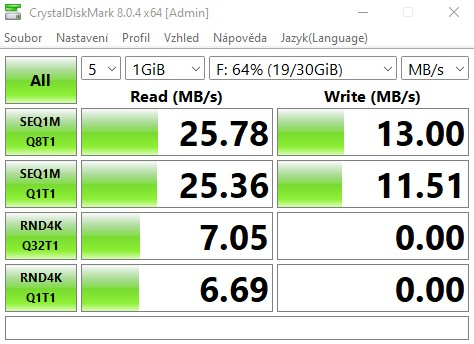 CrystalDiskMark 8.0.4 x64 [Admin]
Soubor Nastavení Profil Vzhled Nápověda Jazyk(Language)
All 5 1GiB F: 64% (19/30GiB) MB/s
Read (MB/s) Write (MB/s)
SEQ1M Q8T1 25.78 13.00
SEQ1M Q1T1 25.36 11.51
RND4K Q32T1 7.05 0.00
RND4K Q1T1 6.69 0.00